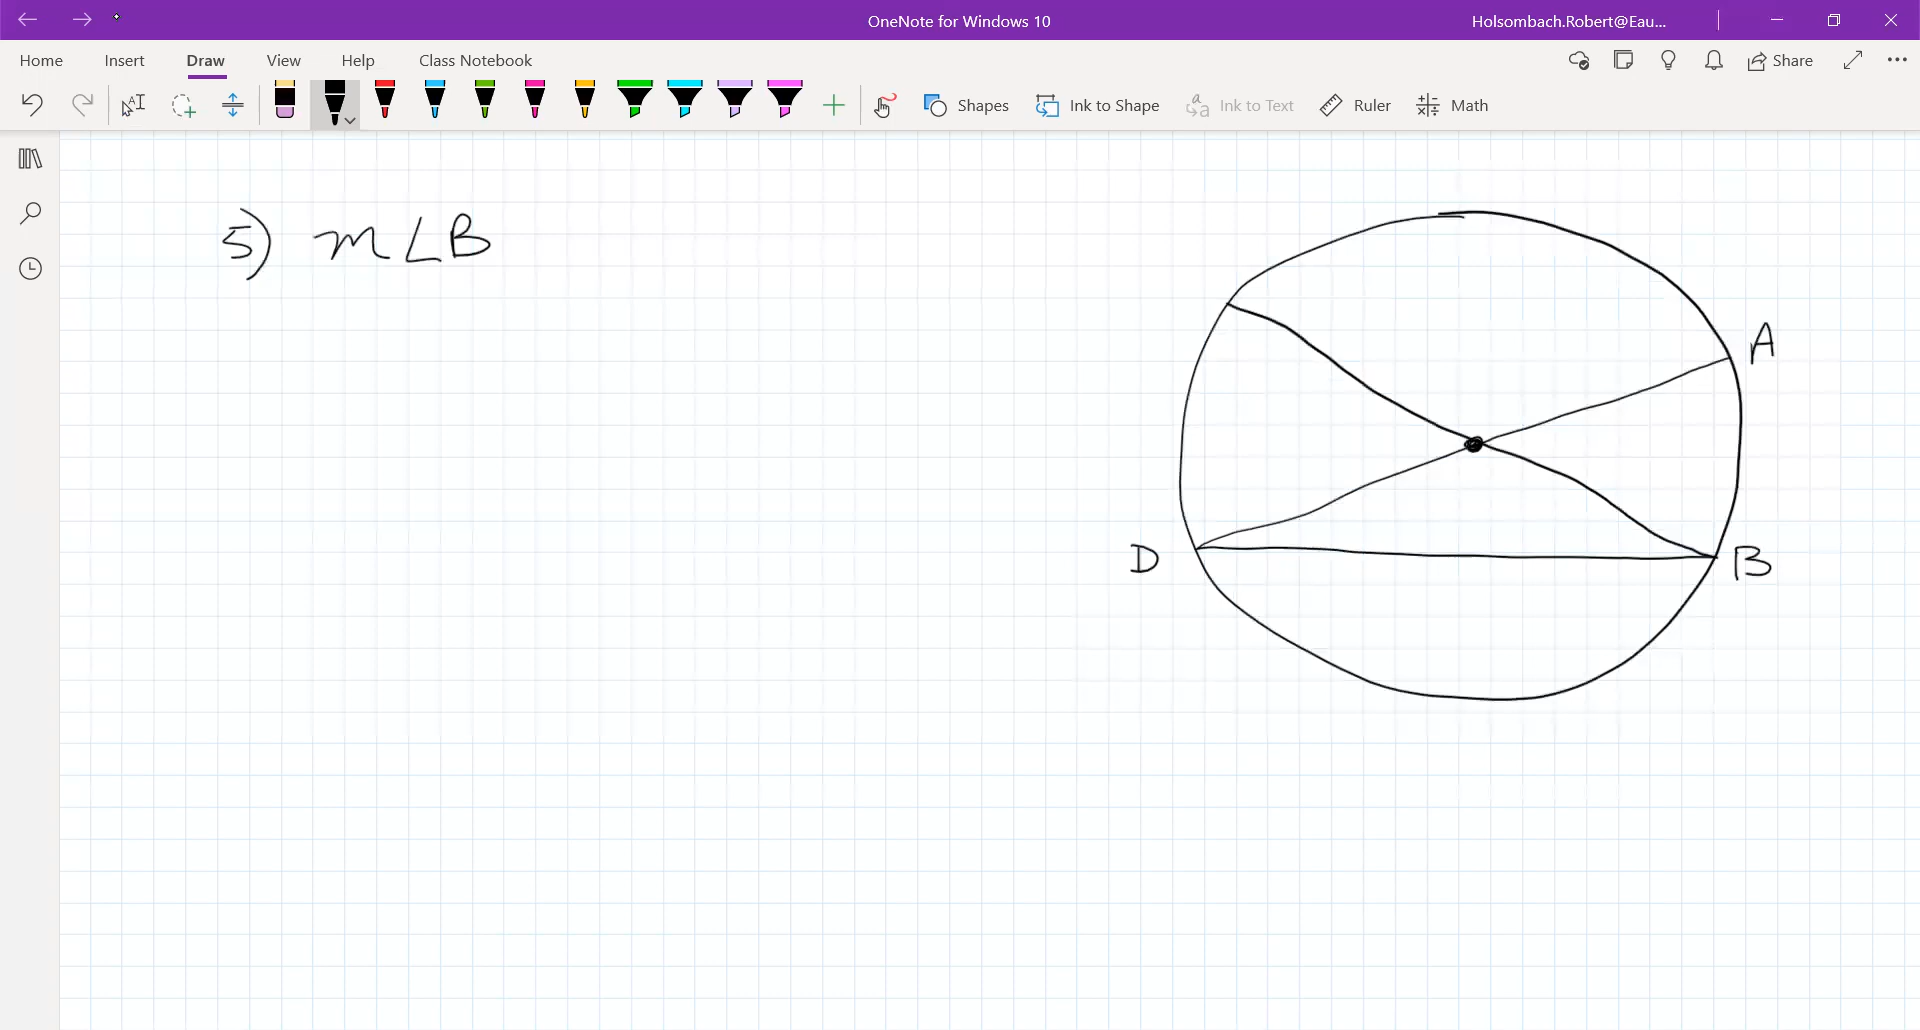 OneNote for Windows 10
Holsombach.Robert@Eau...
Home Insert Draw View Help Class Notebook
Share
Shapes Ink to Shape Ink to Text Ruler Math
5) m∠B
A
D
B